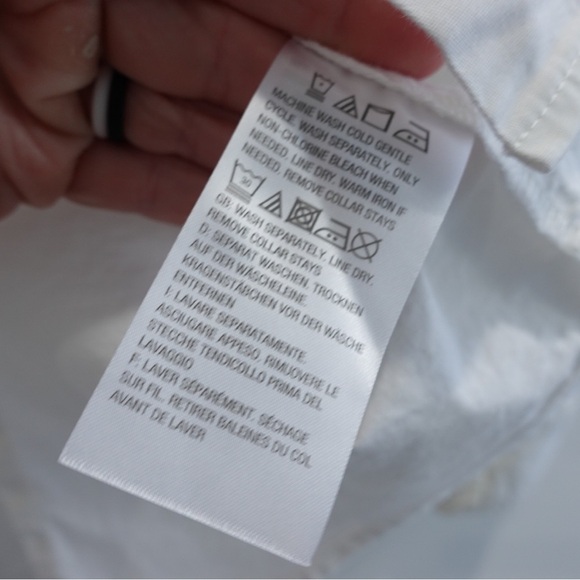 MACHINE WASH COLD GENTLE
CYCLE. WASH SEPARATELY. ONLY
NON-CHLORINE BLEACH WHEN
NEEDED. LINE DRY. WARM IRON IF
NEEDED. REMOVE COLLAR STAYS
30
GB: WASH SEPARATELY. LINE DRY.
REMOVE COLLAR STAYS
D: SEPARAT WASCHEN. TROCKNEN
AUF DER WÄSCHELEINE.
KRAGENSTÄBCHEN VOR DER WÄSCHE
ENTFERNEN
I: LAVARE SEPARATAMENTE.
ASCIUGARE APPESO. RIMUOVERE LE
STECCHE TENDICOLLO PRIMA DEL
LAVAGGIO
F: LAVER SÉPARÉMENT. SÉCHAGE
SUR FIL. RETIRER BALEINES DU COL
AVANT DE LAVER